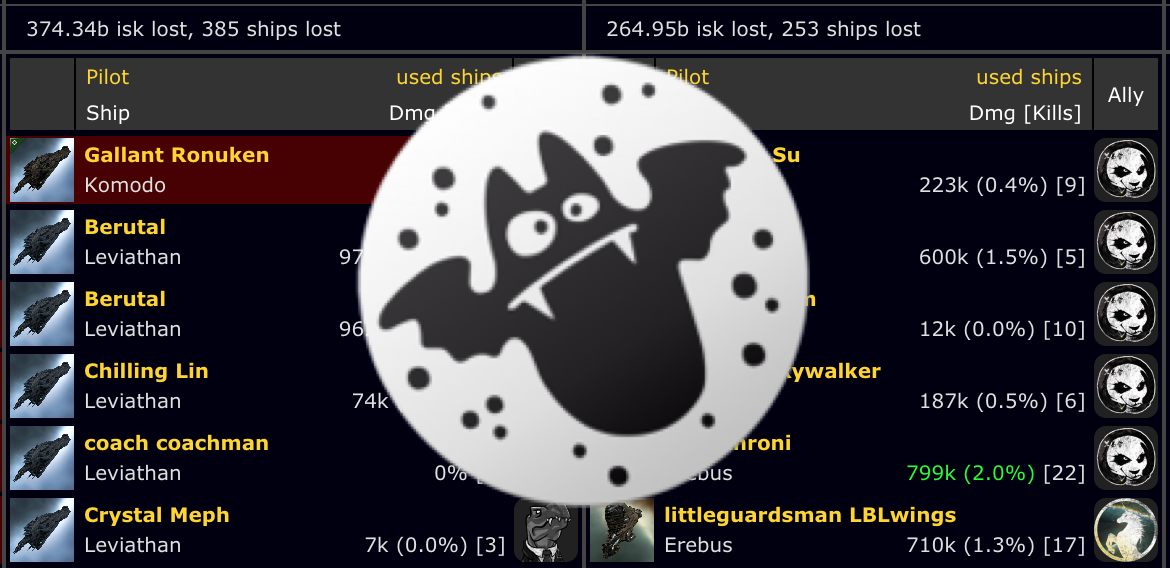 374.34b isk lost, 385 ships lost
264.95b isk lost, 253 ships lost
Pilot used ships
Ship Dmg
Pilot used ships
Dmg [Kills]
Ally
Gallant Ronuken
Komodo
Su
223k (0.4%) [9]
Berutal
Leviathan 97
600k (1.5%) [5]
Berutal
Leviathan 96
12k (0.0%) [10]
Chilling Lin
Leviathan 74k
187k (0.5%) [6]
coach coachman
Leviathan 0%
799k (2.0%) [22]
Crystal Meph
Leviathan 7k (0.0%) [3]
littleguardsman LBLwings
Erebus 710k (1.3%) [17]